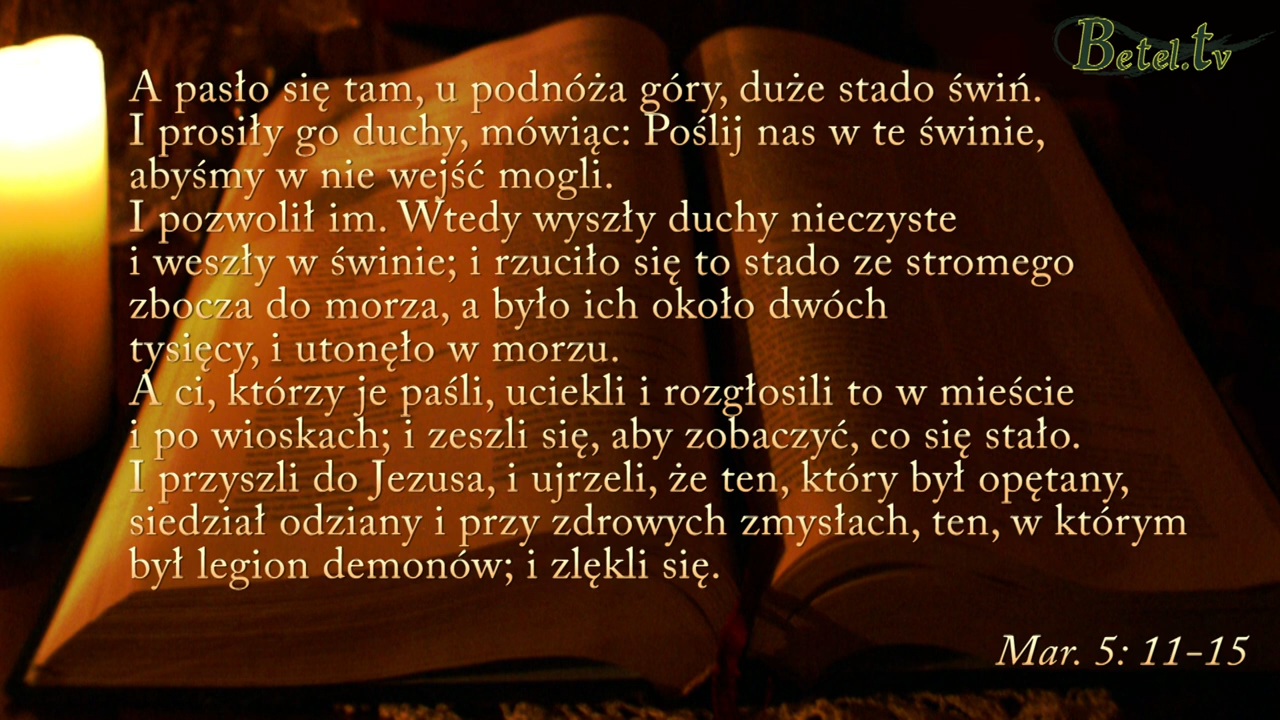 Betel.tv
A pasło się tam, u podnóża góry, duże stado świń.
I prosiły go duchy, mówiąc: Poślij nas w te świnie,
abyśmy w nie wejść mogli.
I pozwolił im. Wtedy wyszły duchy nieczyste
i weszły w świnie; i rzuciło się to stado ze stromego
zbocza do morza, a było ich około dwóch
tysięcy, i utonęło w morzu.
A ci, którzy je paśli, uciekli i rozgłosili to w mieście
i po wioskach; i zeszli się, aby zobaczyć, co się stało.
I przyszli do Jezusa, i ujrzeli, że ten, który był opętany,
siedział odziany i przy zdrowych zmysłach, ten, w którym
był legion demonów; i zlękli się.
Mar. 5: 11-15